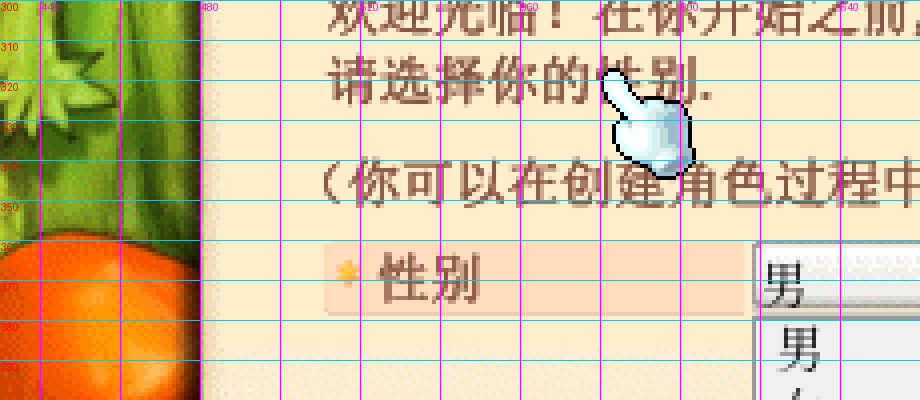 欢迎光临！在你开始之前,
请选择你的性别.
（你可以在创建角色过程中
性别
男
男